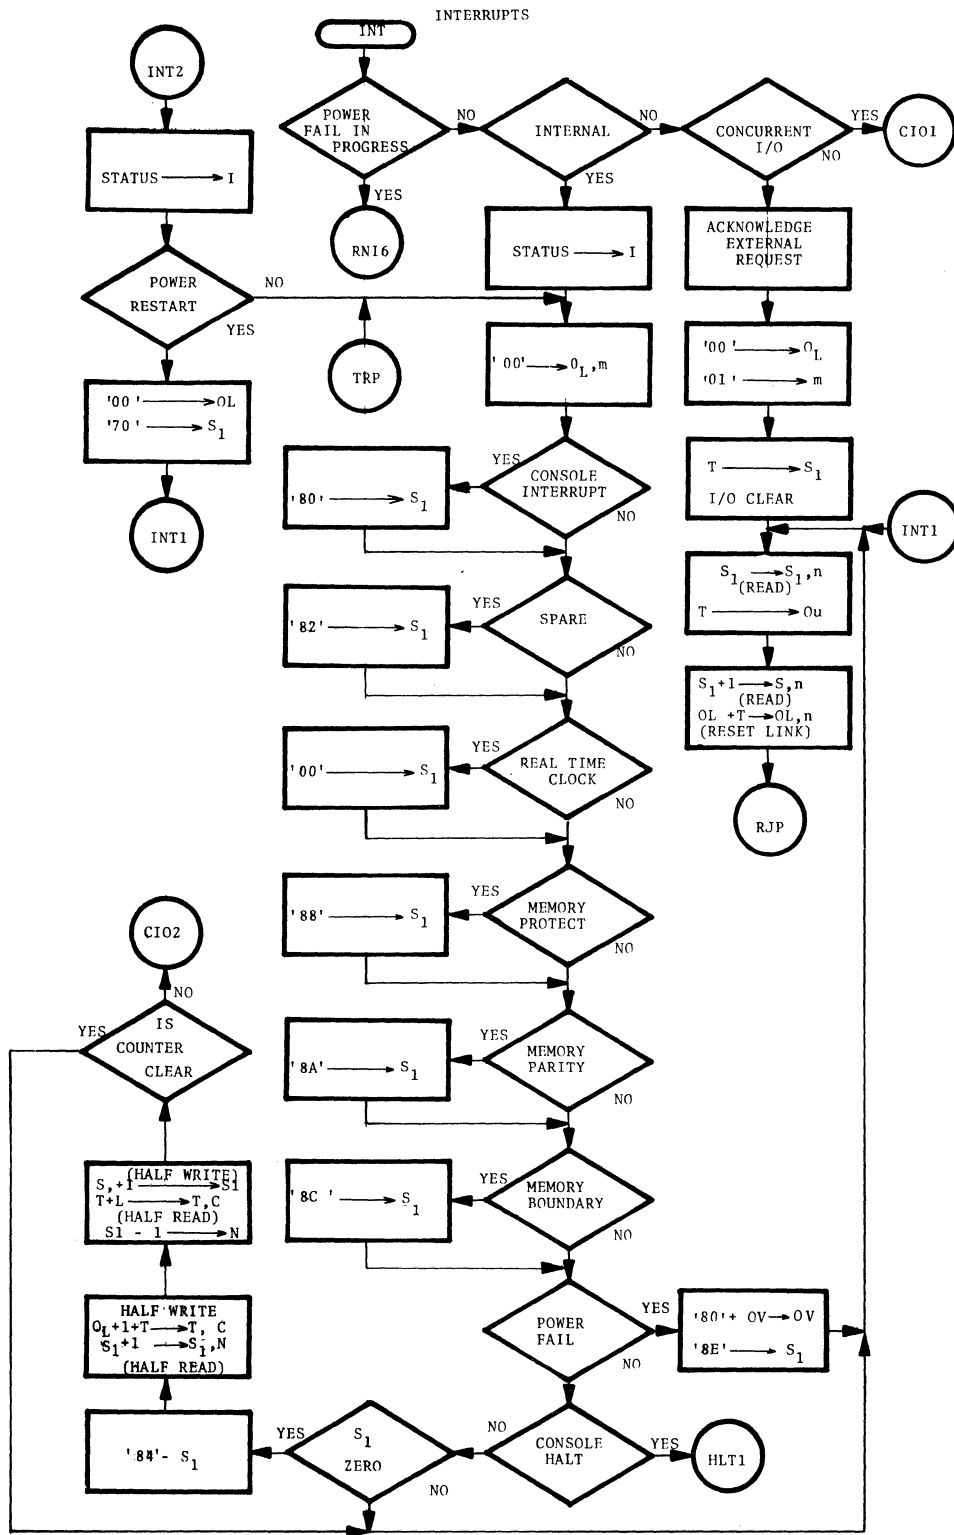 INTERRUPTS
INT
INT2
POWER
FAIL IN
PROGRESS
NO
YES
RNI6
INTERNAL
NO
YES
CONCURRENT
I/O
YES
NO
CIO1
STATUS → I
POWER
RESTART
NO
YES
'00' → OL
'70' → S1
INT1
TRP
STATUS → I
'00' → OL,m
ACKNOWLEDGE
EXTERNAL
REQUEST
'00' → OL
'01' → m
T → S1
I/O CLEAR
INT1
S1 → S1,n
(READ)
T → Ou
S1+1 → S,n
(READ)
OL +T → OL,n
(RESET LINK)
RJP
CONSOLE
INTERRUPT
YES
NO
'80' → S1
SPARE
YES
NO
'82' → S1
REAL TIME
CLOCK
YES
NO
'00' → S1
MEMORY
PROTECT
YES
NO
'88' → S1
MEMORY
PARITY
YES
NO
'8A' → S1
MEMORY
BOUNDARY
YES
NO
'8C ' → S1
POWER
FAIL
YES
NO
'80'+ OV → OV
'8E' → S1
CONSOLE
HALT
YES
NO
HLT1
S1
ZERO
YES
NO
'84'- S1
HALF WRITE
OL+1+T → T, C
S1+1 → S1,N
(HALF READ)
(HALF WRITE)
S,+1 → S1
T+L → T,C
(HALF READ)
S1 - 1 → N
IS
COUNTER
CLEAR
YES
NO
CIO2